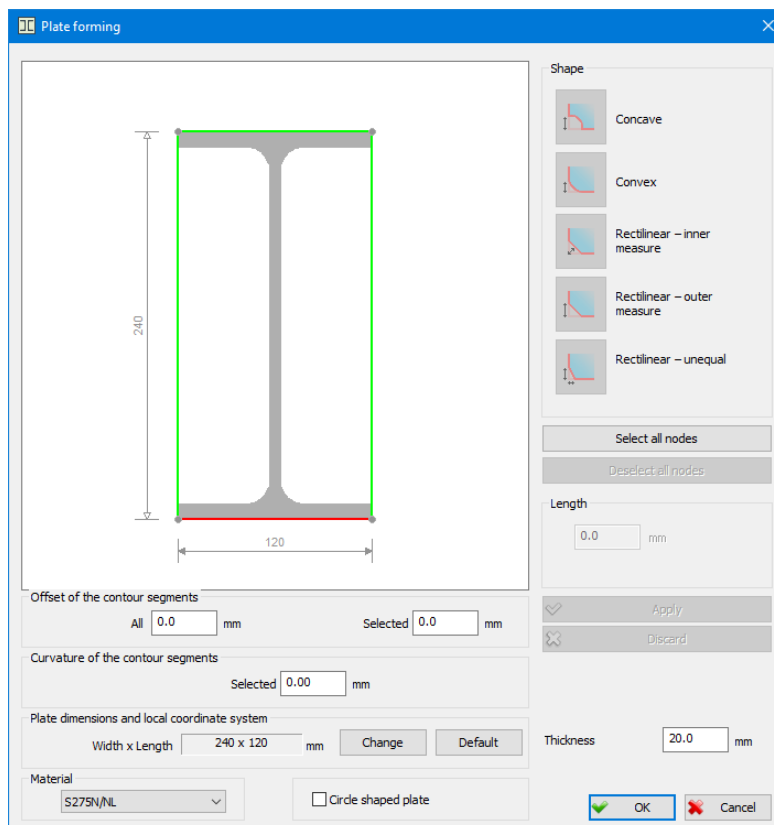 Plate forming
240
120
Shape
Concave
Convex
Rectilinear – inner
measure
Rectilinear – outer
measure
Rectilinear – unequal
Select all nodes
Deselect all nodes
Length
0.0 mm
Apply
Discard
Offset of the contour segments
All 0.0 mm Selected 0.0 mm
Curvature of the contour segments
Selected 0.00 mm
Plate dimensions and local coordinate system
Width x Length 240 x 120 mm Change Default
Thickness 20.0 mm
Material
S275N/NL
Circle shaped plate
OK Cancel